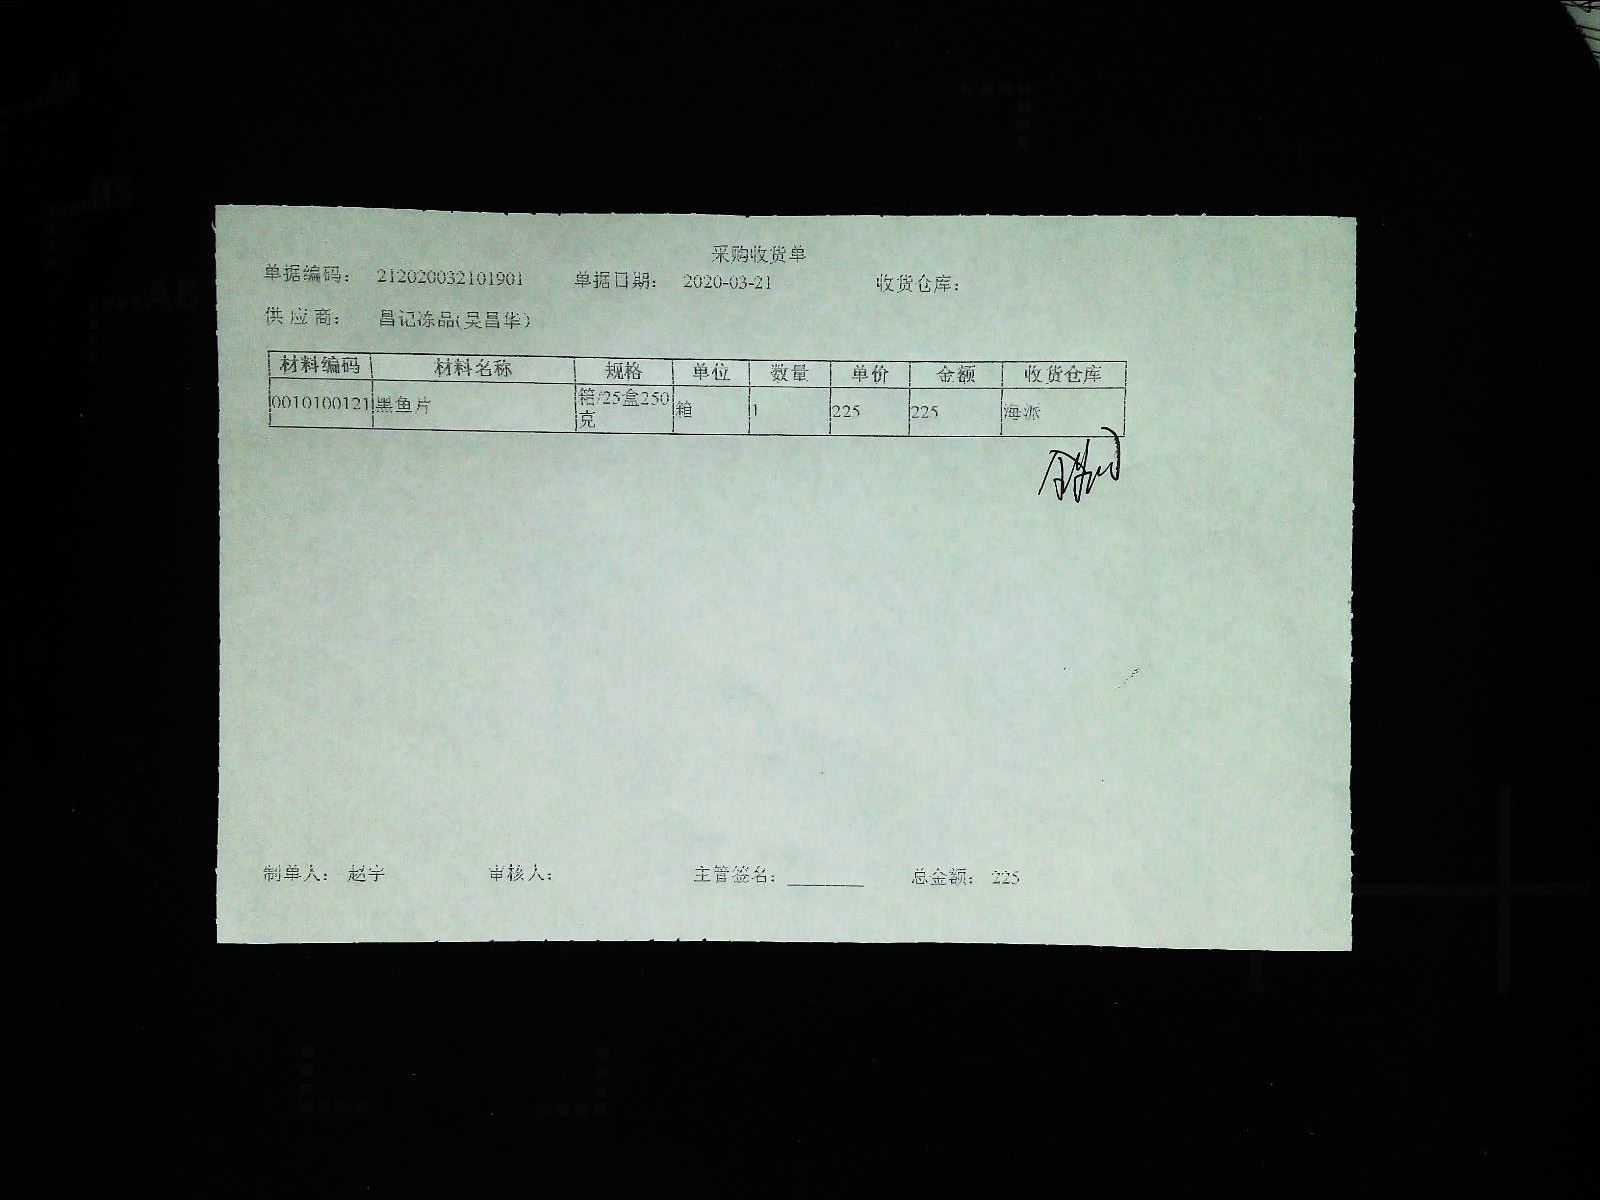 采购收货单
单据编码： 212020032101901 单据日期： 2020-03-21 收货仓库：
供应商： 昌记冻品(吴昌华)
材料编码 材料名称 规格 单位 数量 单价 金额 收货仓库
0010100121 黑鱼片 箱/25盒250克 箱 1 225 225 海派
制单人： 赵宇 审核人： 主管签名： 总金额： 225